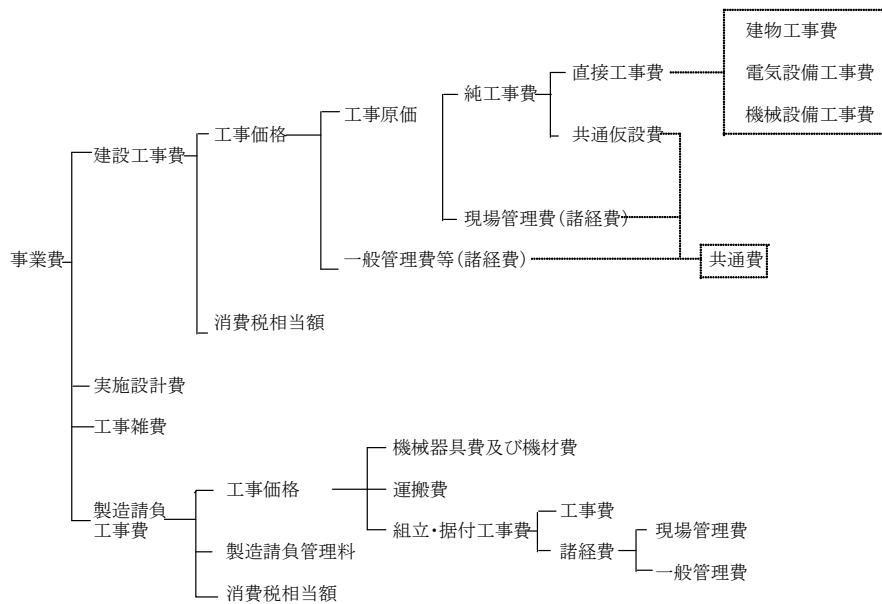 建物工事費
直接工事費
電気設備工事費
純工事費
機械設備工事費
工事原価
工事価格
共通仮設費
建設工事費
現場管理費(諸経費)
事業費
一般管理費等(諸経費)
共通費
消費税相当額
実施設計費
工事雑費
機械器具費及び機材費
工事価格
運搬費
製造請負
工事費
工事費
組立・据付工事費
現場管理費
製造請負管理料
諸経費
一般管理費
消費税相当額